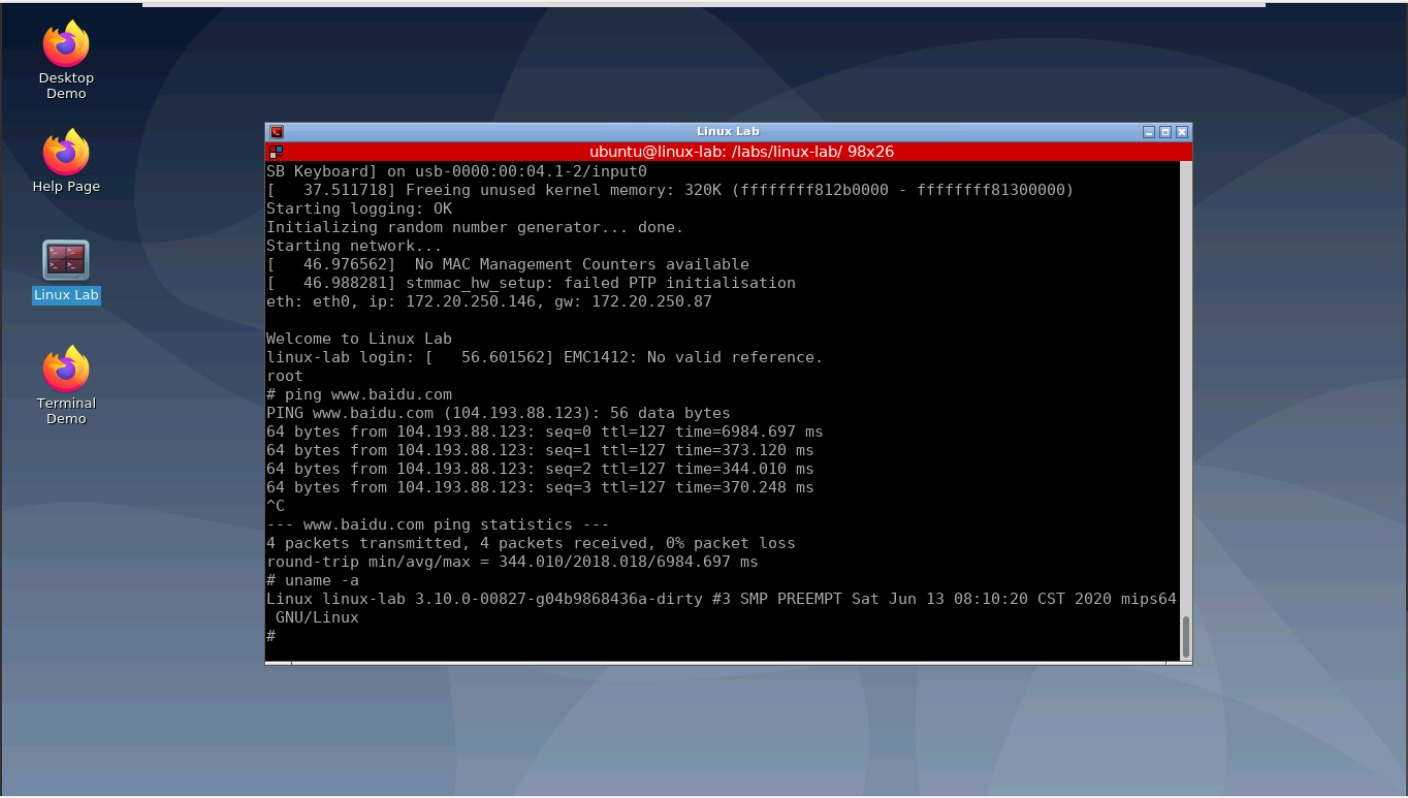 Desktop
Demo
Help Page
Linux Lab
Terminal
Demo
Linux Lab
ubuntu@linux-lab: /labs/linux-lab/ 98x26
SB Keyboard] on usb-0000:00:04.1-2/input0
[   37.511718] Freeing unused kernel memory: 320K (ffffffff812b0000 - ffffffff81300000)
Starting logging: OK
Initializing random number generator... done.
Starting network...
[   46.976562]  No MAC Management Counters available
[   46.988281] stmmac_hw_setup: failed PTP initialisation
eth: eth0, ip: 172.20.250.146, gw: 172.20.250.87
Welcome to Linux Lab
linux-lab login: [   56.601562] EMC1412: No valid reference.
root
# ping www.baidu.com
PING www.baidu.com (104.193.88.123): 56 data bytes
64 bytes from 104.193.88.123: seq=0 ttl=127 time=6984.697 ms
64 bytes from 104.193.88.123: seq=1 ttl=127 time=373.120 ms
64 bytes from 104.193.88.123: seq=2 ttl=127 time=344.010 ms
64 bytes from 104.193.88.123: seq=3 ttl=127 time=370.248 ms
^C
--- www.baidu.com ping statistics ---
4 packets transmitted, 4 packets received, 0% packet loss
round-trip min/avg/max = 344.010/2018.018/6984.697 ms
# uname -a
Linux linux-lab 3.10.0-00827-g04b9868436a-dirty #3 SMP PREEMPT Sat Jun 13 08:10:20 CST 2020 mips64
 GNU/Linux
#